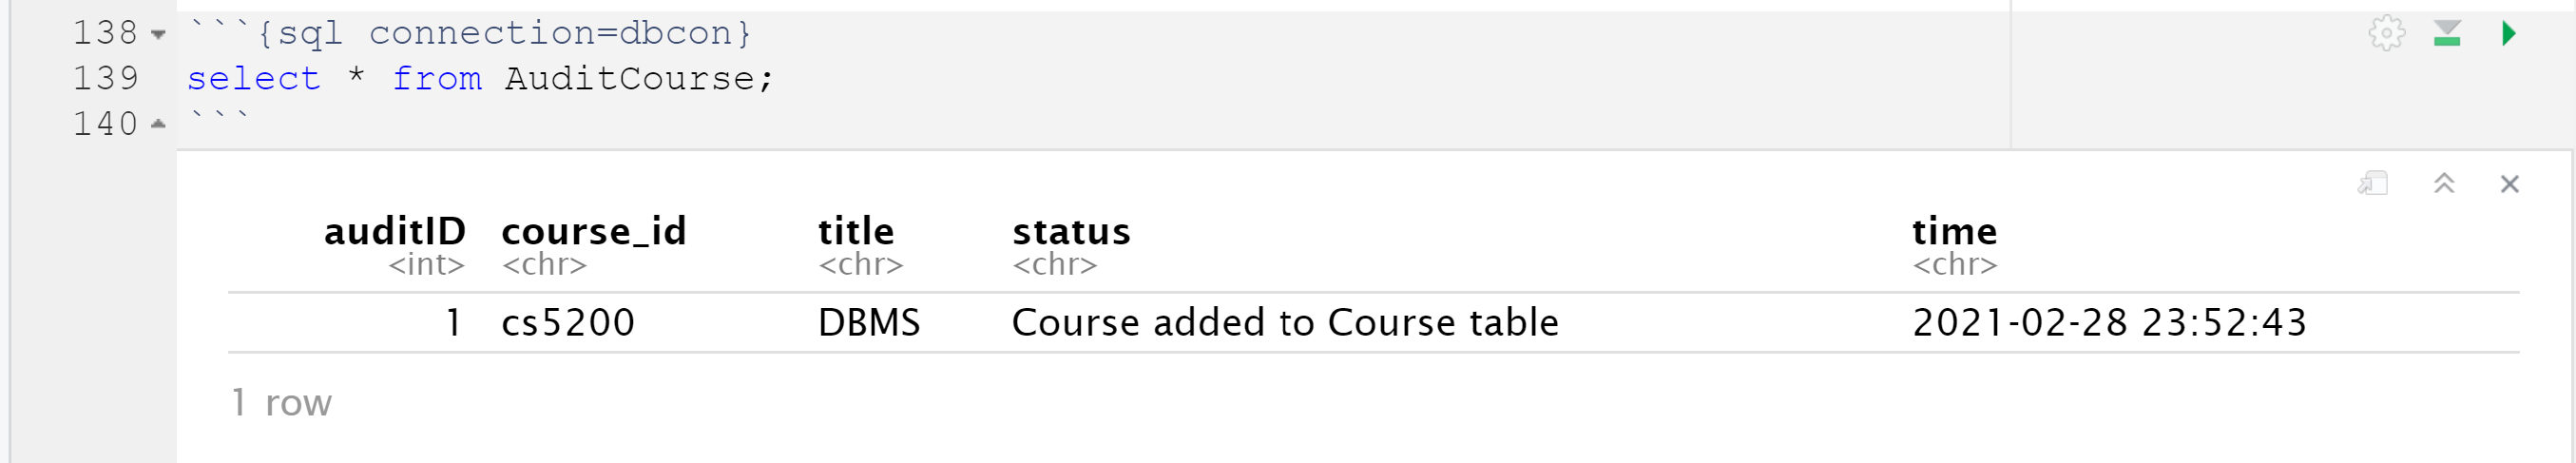 138 ```{sql connection=dbcon}
139 select * from AuditCourse;
140 ```
auditID course_id title status time
<int> <chr> <chr> <chr> <chr>
1 cs5200 DBMS Course added to Course table 2021-02-28 23:52:43
1 row